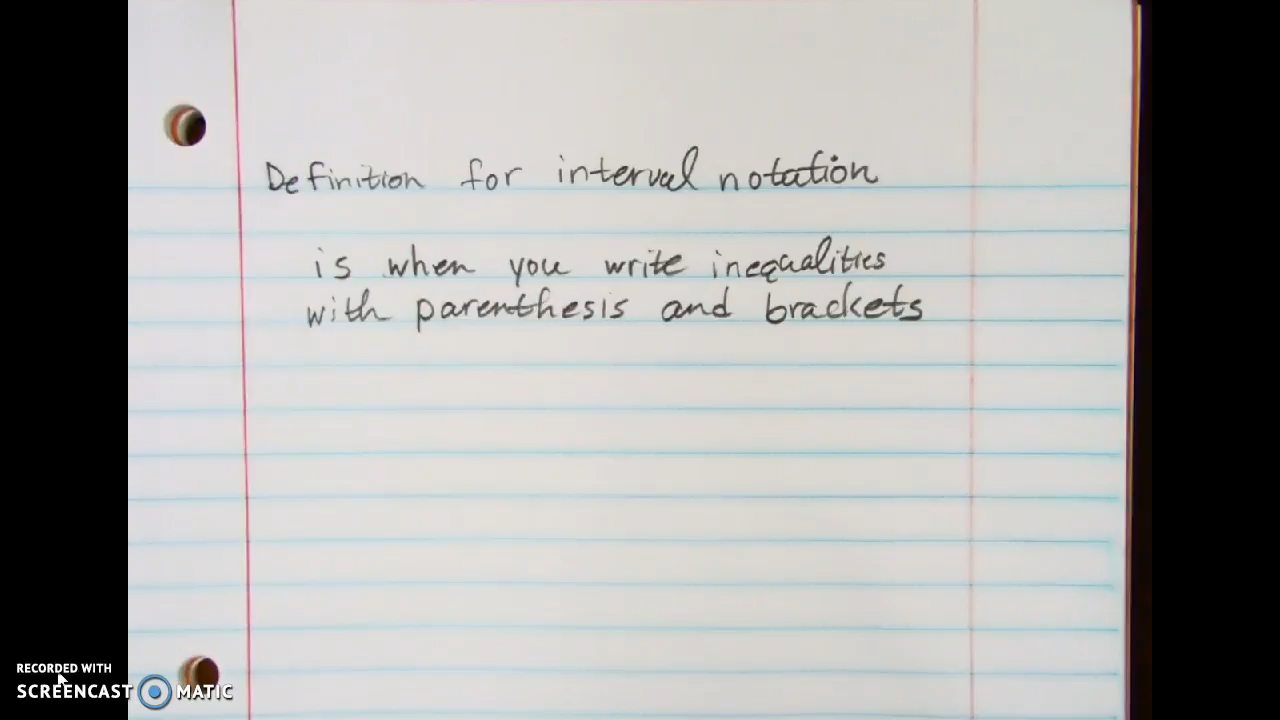 Definition for interval notation
is when you write inequalities
with parenthesis and brackets
RECORDED WITH
SCREENCAST MATIC